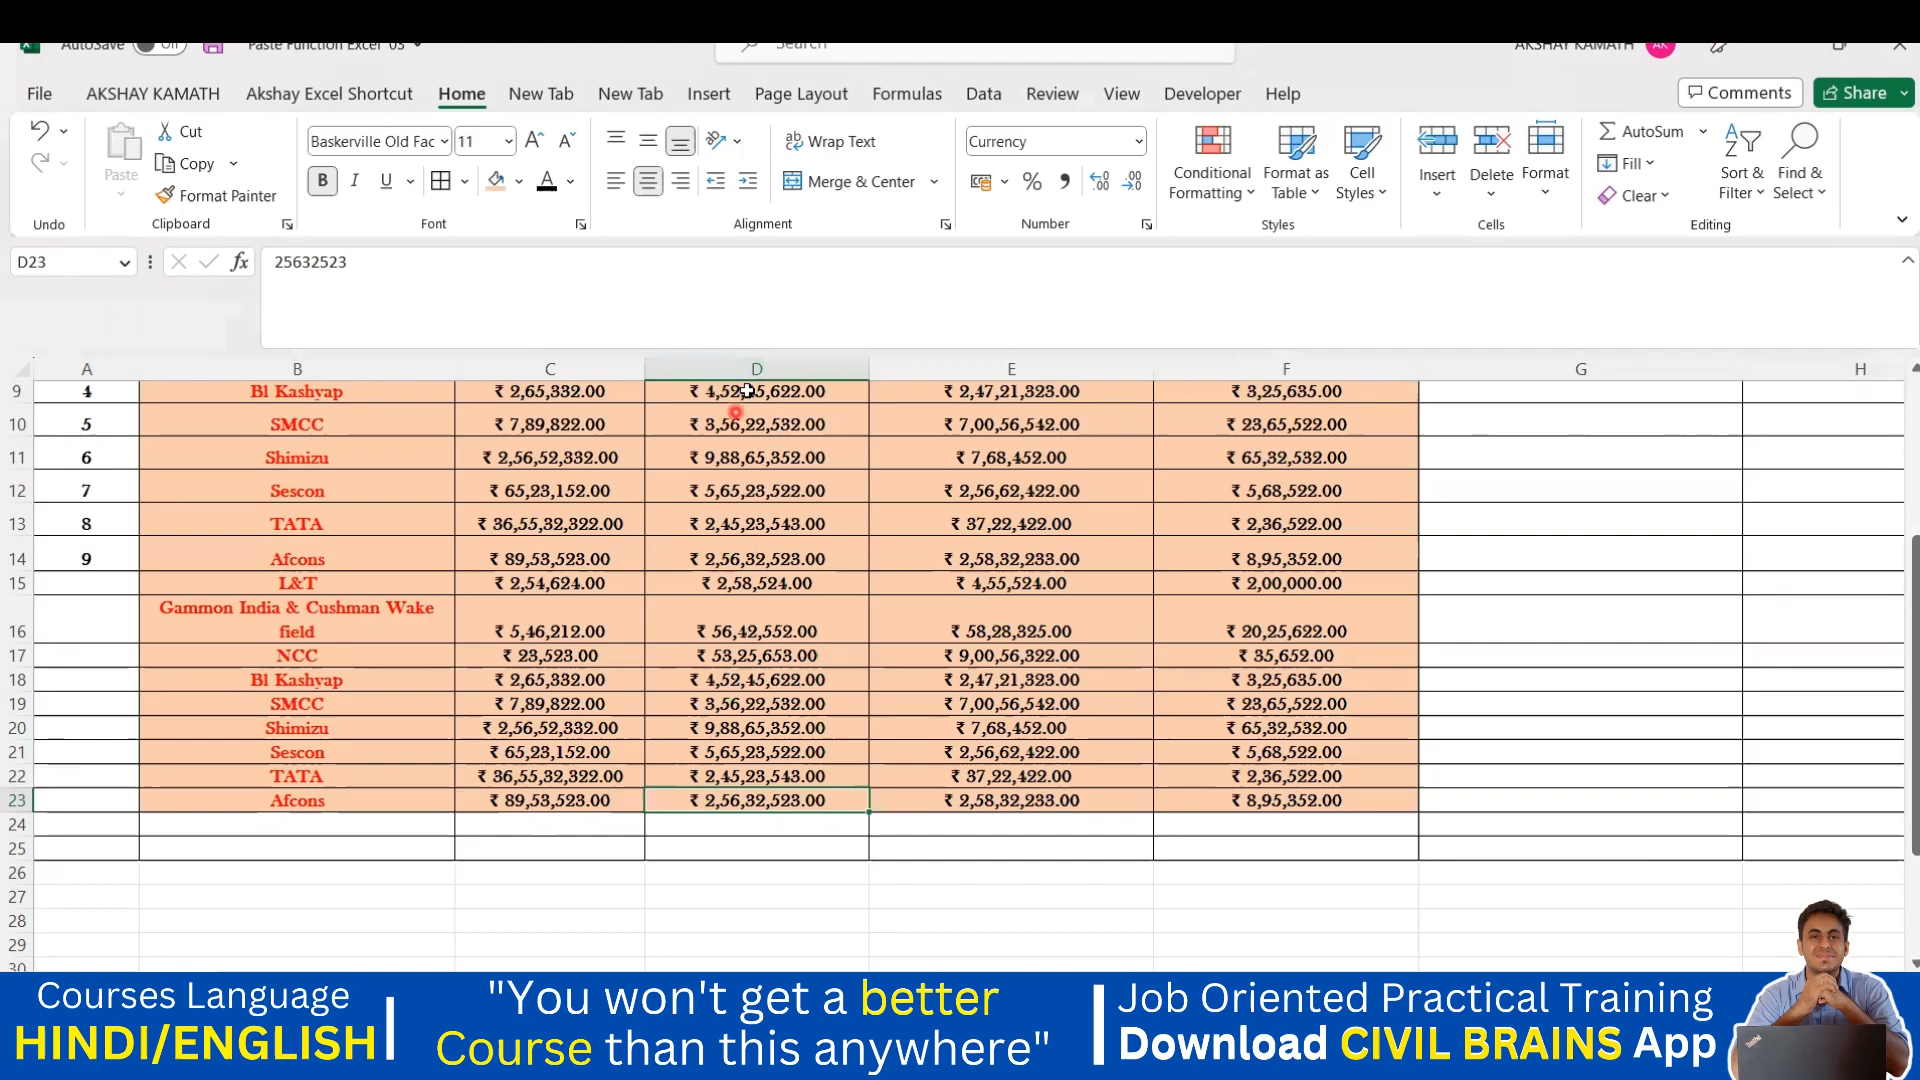 AutoSave Off Paste Function Excel 03 Search AKSHAY KAMATH AK
File AKSHAY KAMATH Akshay Excel Shortcut Home New Tab New Tab Insert Page Layout Formulas Data Review View Developer Help Comments Share
Paste Cut Copy Format Painter
Baskerville Old Fac 11
B I U A
Wrap Text
Merge & Center
Currency
Conditional Formatting Format as Table Cell Styles
Insert Delete Format
AutoSum Fill Clear
Sort & Filter Find & Select
Undo Clipboard Font Alignment Number Styles Cells Editing
D23 fx 25632523
A B C D E F G H
9 4 Bl Kashyap ₹ 2,65,332.00 ₹ 4,52,45,622.00 ₹ 2,47,21,323.00 ₹ 3,25,635.00
10 5 SMCC ₹ 7,89,822.00 ₹ 3,56,22,532.00 ₹ 7,00,56,542.00 ₹ 23,65,522.00
11 6 Shimizu ₹ 2,56,52,332.00 ₹ 9,88,65,352.00 ₹ 7,68,452.00 ₹ 65,32,532.00
12 7 Sescon ₹ 65,23,152.00 ₹ 5,65,23,522.00 ₹ 2,56,62,422.00 ₹ 5,68,522.00
13 8 TATA ₹ 36,55,32,322.00 ₹ 2,45,23,543.00 ₹ 37,22,422.00 ₹ 2,36,522.00
14 9 Afcons ₹ 89,53,523.00 ₹ 2,56,32,523.00 ₹ 2,58,32,233.00 ₹ 8,95,352.00
15 L&T ₹ 2,54,624.00 ₹ 2,58,524.00 ₹ 4,55,524.00 ₹ 2,00,000.00
Gammon India & Cushman Wake
16 field ₹ 5,46,212.00 ₹ 56,42,552.00 ₹ 58,28,325.00 ₹ 20,25,622.00
17 NCC ₹ 23,523.00 ₹ 53,25,653.00 ₹ 9,00,56,322.00 ₹ 35,652.00
18 Bl Kashyap ₹ 2,65,332.00 ₹ 4,52,45,622.00 ₹ 2,47,21,323.00 ₹ 3,25,635.00
19 SMCC ₹ 7,89,822.00 ₹ 3,56,22,532.00 ₹ 7,00,56,542.00 ₹ 23,65,522.00
20 Shimizu ₹ 2,56,52,332.00 ₹ 9,88,65,352.00 ₹ 7,68,452.00 ₹ 65,32,532.00
21 Sescon ₹ 65,23,152.00 ₹ 5,65,23,522.00 ₹ 2,56,62,422.00 ₹ 5,68,522.00
22 TATA ₹ 36,55,32,322.00 ₹ 2,45,23,543.00 ₹ 37,22,422.00 ₹ 2,36,522.00
23 Afcons ₹ 89,53,523.00 ₹ 2,56,32,523.00 ₹ 2,58,32,233.00 ₹ 8,95,352.00
24
25
26
27
28
29
30
Courses Language
HINDI/ENGLISH
"You won't get a better
Course than this anywhere"
Job Oriented Practical Training
Download CIVIL BRAINS App
ThinkPad